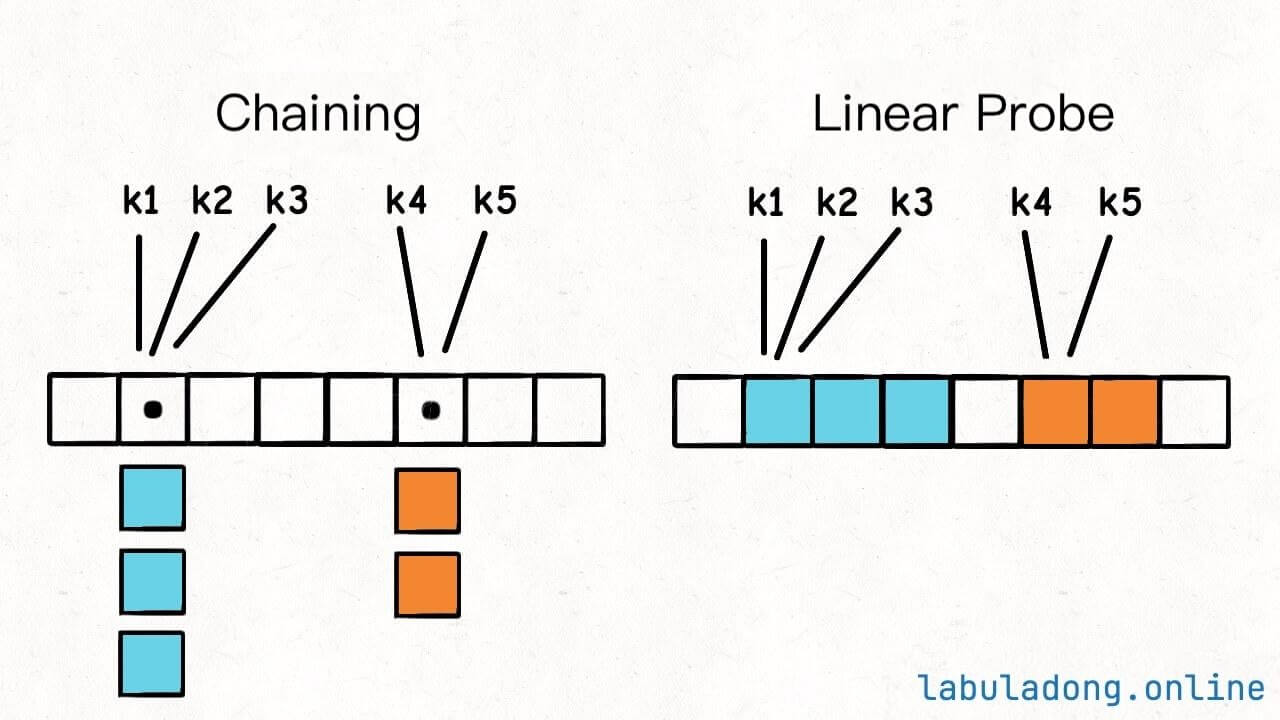 Chaining
k1 k2 k3 k4 k5
Linear Probe
k1 k2 k3 k4 k5
labuladong.online